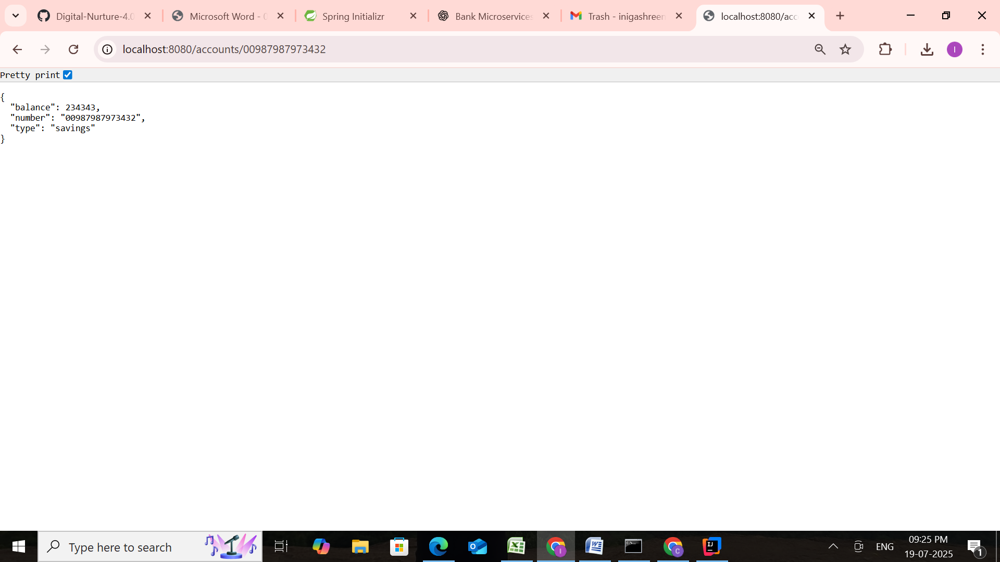 Digital-Nurture-4.0
Microsoft Word - 0
Spring Initializr
Bank Microservices
Trash - inigashreen
localhost:8080/acc
localhost:8080/accounts/00987987973432
I
Pretty print
{
"balance": 234343,
"number": "00987987973432",
"type": "savings"
}
Type here to search
ENG
09:25 PM
19-07-2025
1